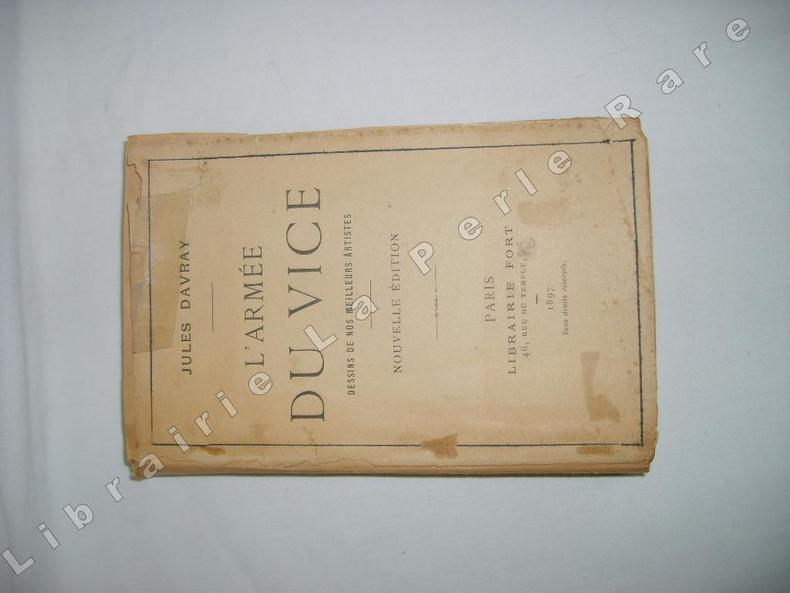 JULES DAVRAY
L'ARMÉE
DU VICE
DESSINS DE NOS MEILLEURS ARTISTES
NOUVELLE ÉDITION
PARIS
LIBRAIRIE FORT
46, RUE DU TEMPLE,
1897
Tous droits réservés.
Librairie La Perle Rare